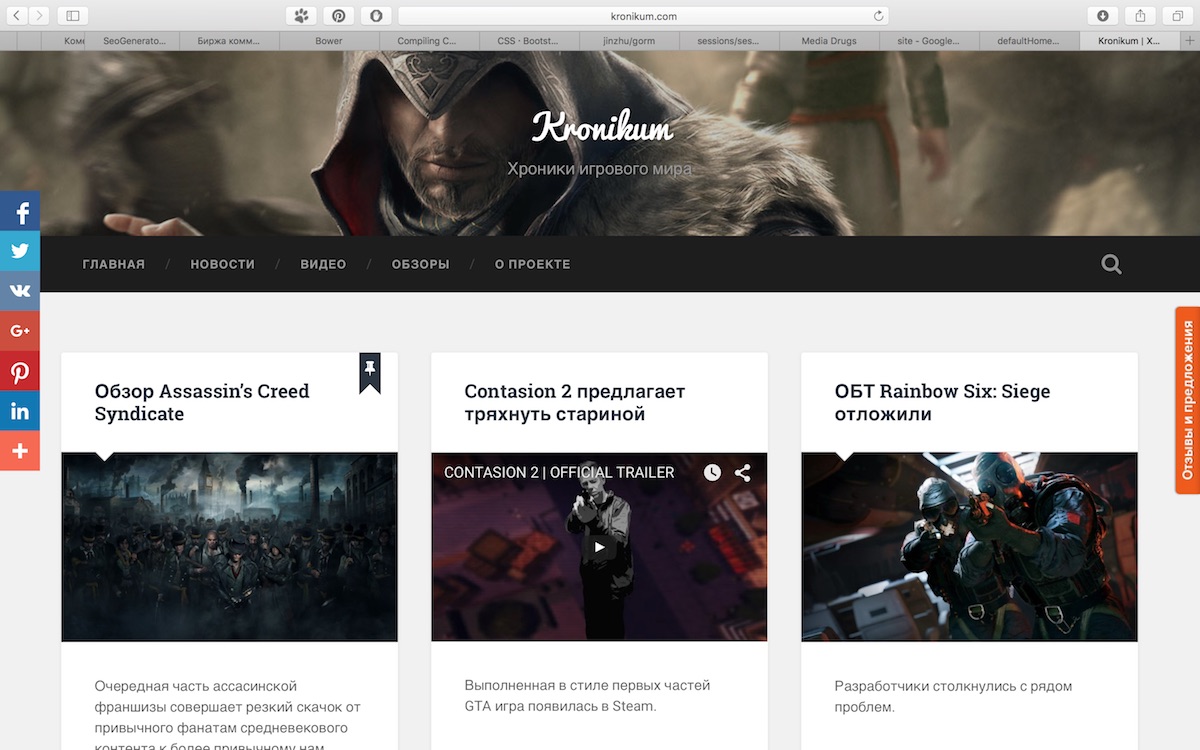 kronikum.com
SeoGenerato...
Биржа комм...
Bower
Compiling C...
CSS · Bootst...
jinzhu/gorm
sessions/ses...
Media Drugs
site - Google...
defaultHome...
Kronikum | X...
Kronikum
Хроники игрового мира
ГЛАВНАЯ / НОВОСТИ / ВИДЕО / ОБЗОРЫ / О ПРОЕКТЕ
Отзывы и предложения
Обзор Assassin’s Creed
Syndicate
Очередная часть ассасинской
франшизы совершает резкий скачок от
привычного фанатам средневекового
контента к более привычному нам
Contasion 2 предлагает
тряхнуть стариной
CONTASION 2 | OFFICIAL TRAILER
Выполненная в стиле первых частей
GTA игра появилась в Steam.
ОБТ Rainbow Six: Siege
отложили
Разработчики столкнулись с рядом
проблем.